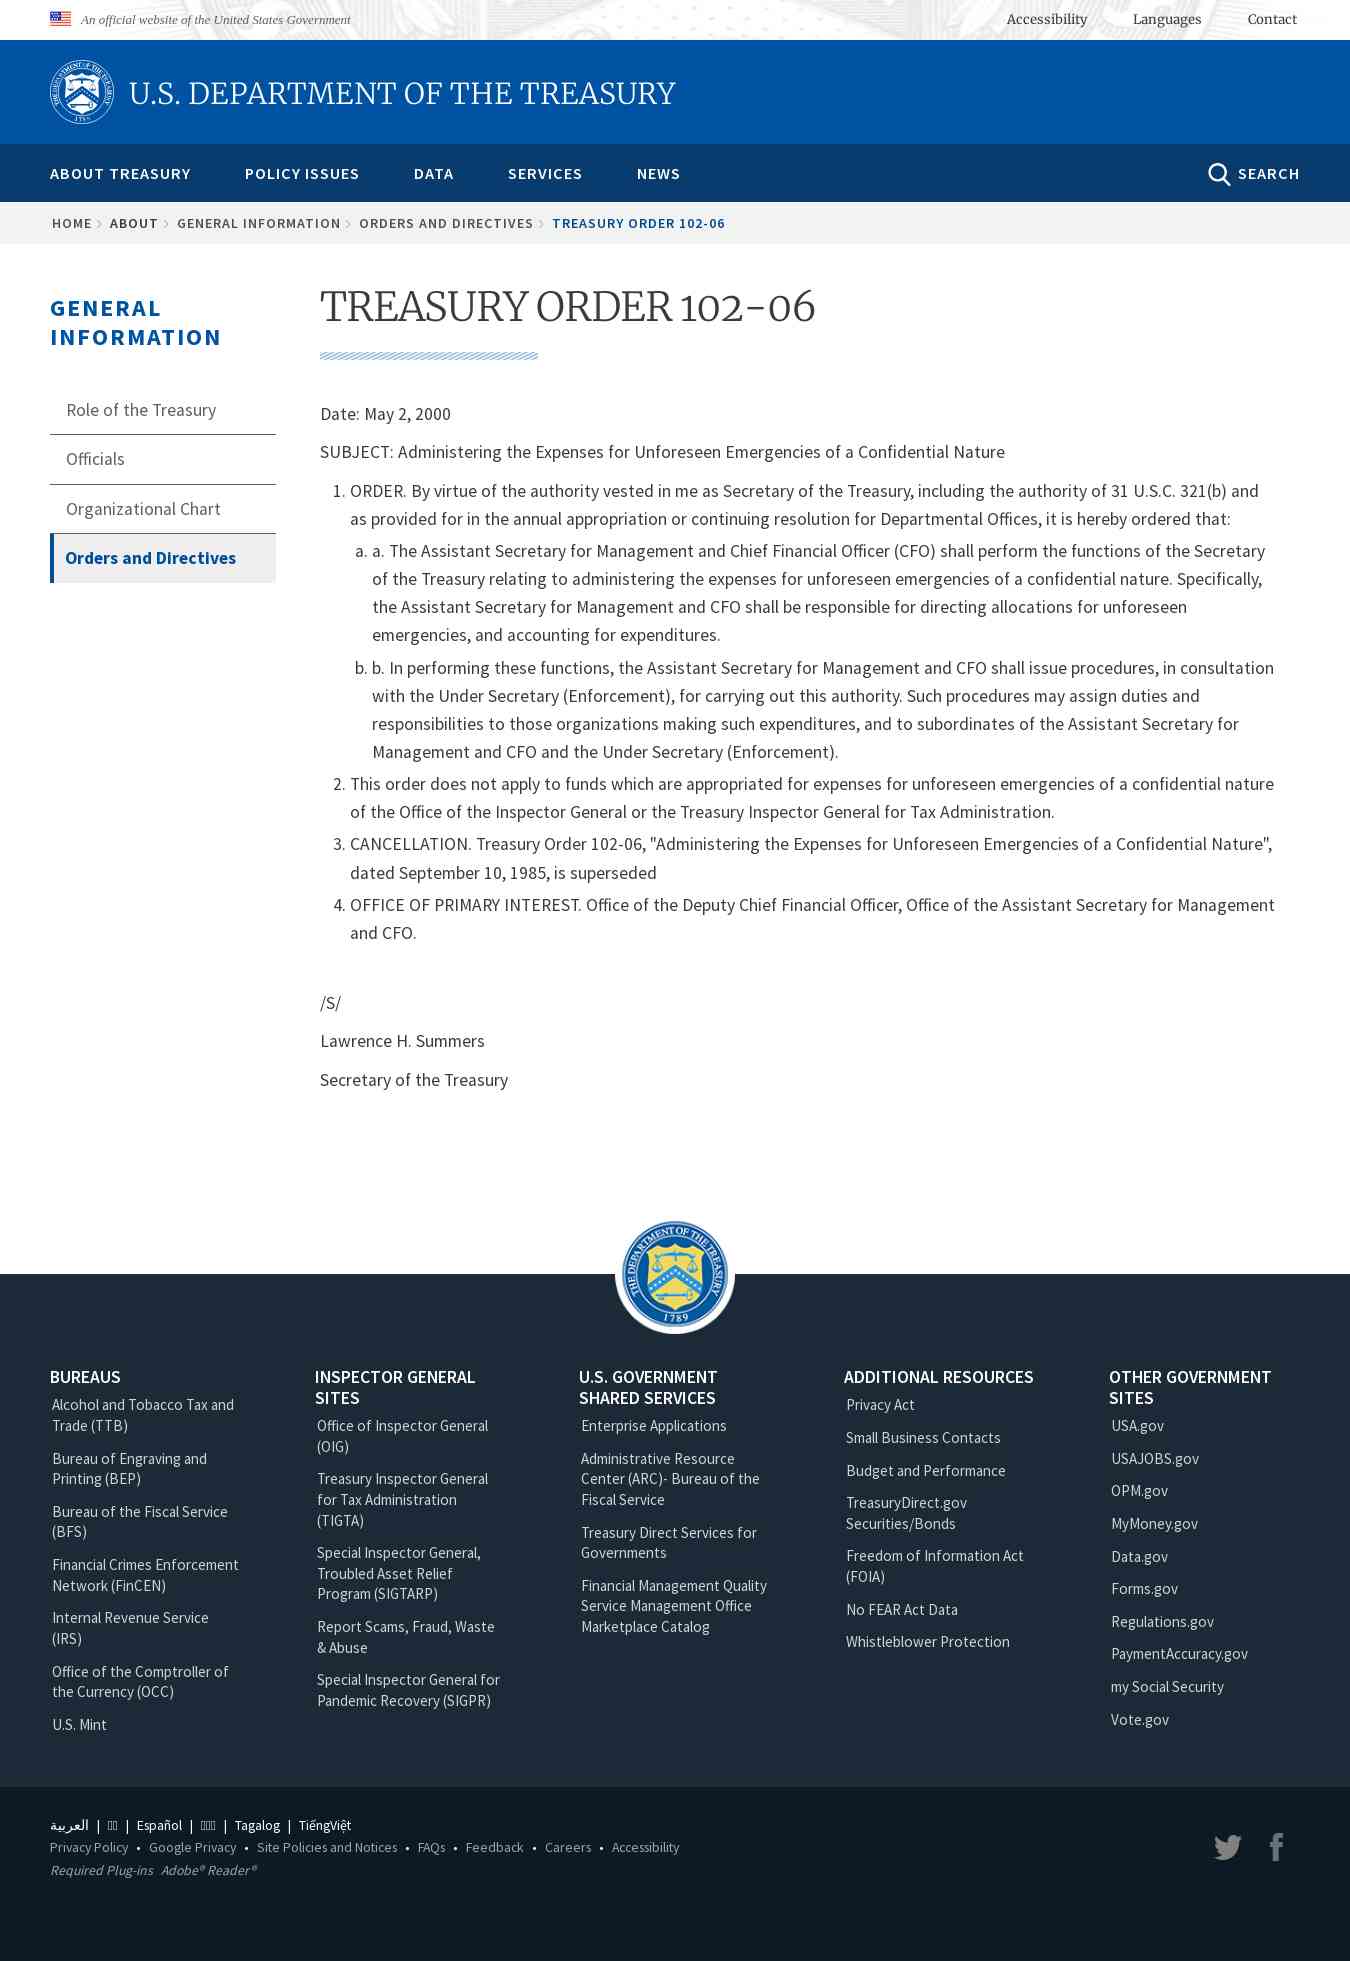 An official website of the United States Government
Accessibility
Languages
Contact
U.S. DEPARTMENT OF THE TREASURY
ABOUT TREASURY
POLICY ISSUES
DATA
SERVICES
NEWS
SEARCH
HOME
ABOUT
GENERAL INFORMATION
ORDERS AND DIRECTIVES
TREASURY ORDER 102-06
GENERAL
INFORMATION
Role of the Treasury
Officials
Organizational Chart
Orders and Directives
TREASURY ORDER 102-06
Date: May 2, 2000
SUBJECT: Administering the Expenses for Unforeseen Emergencies of a Confidential Nature
1. ORDER. By virtue of the authority vested in me as Secretary of the Treasury, including the authority of 31 U.S.C. 321(b) and
as provided for in the annual appropriation or continuing resolution for Departmental Offices, it is hereby ordered that:
a. a. The Assistant Secretary for Management and Chief Financial Officer (CFO) shall perform the functions of the Secretary
of the Treasury relating to administering the expenses for unforeseen emergencies of a confidential nature. Specifically,
the Assistant Secretary for Management and CFO shall be responsible for directing allocations for unforeseen
emergencies, and accounting for expenditures.
b. b. In performing these functions, the Assistant Secretary for Management and CFO shall issue procedures, in consultation
with the Under Secretary (Enforcement), for carrying out this authority. Such procedures may assign duties and
responsibilities to those organizations making such expenditures, and to subordinates of the Assistant Secretary for
Management and CFO and the Under Secretary (Enforcement).
2. This order does not apply to funds which are appropriated for expenses for unforeseen emergencies of a confidential nature
of the Office of the Inspector General or the Treasury Inspector General for Tax Administration.
3. CANCELLATION. Treasury Order 102-06, "Administering the Expenses for Unforeseen Emergencies of a Confidential Nature",
dated September 10, 1985, is superseded
4. OFFICE OF PRIMARY INTEREST. Office of the Deputy Chief Financial Officer, Office of the Assistant Secretary for Management
and CFO.
/S/
Lawrence H. Summers
Secretary of the Treasury
THE DEPARTMENT OF THE TREASURY
1789
BUREAUS
Alcohol and Tobacco Tax and
Trade (TTB)
Bureau of Engraving and
Printing (BEP)
Bureau of the Fiscal Service
(BFS)
Financial Crimes Enforcement
Network (FinCEN)
Internal Revenue Service
(IRS)
Office of the Comptroller of
the Currency (OCC)
U.S. Mint
INSPECTOR GENERAL
SITES
Office of Inspector General
(OIG)
Treasury Inspector General
for Tax Administration
(TIGTA)
Special Inspector General,
Troubled Asset Relief
Program (SIGTARP)
Report Scams, Fraud, Waste
& Abuse
Special Inspector General for
Pandemic Recovery (SIGPR)
U.S. GOVERNMENT
SHARED SERVICES
Enterprise Applications
Administrative Resource
Center (ARC)- Bureau of the
Fiscal Service
Treasury Direct Services for
Governments
Financial Management Quality
Service Management Office
Marketplace Catalog
ADDITIONAL RESOURCES
Privacy Act
Small Business Contacts
Budget and Performance
TreasuryDirect.gov
Securities/Bonds
Freedom of Information Act
(FOIA)
No FEAR Act Data
Whistleblower Protection
OTHER GOVERNMENT
SITES
USA.gov
USAJOBS.gov
OPM.gov
MyMoney.gov
Data.gov
Forms.gov
Regulations.gov
PaymentAccuracy.gov
my Social Security
Vote.gov
العربية | | Español | | Tagalog | TiếngViệt
Privacy Policy • Google Privacy • Site Policies and Notices • FAQs • Feedback • Careers • Accessibility
Required Plug-ins Adobe® Reader®